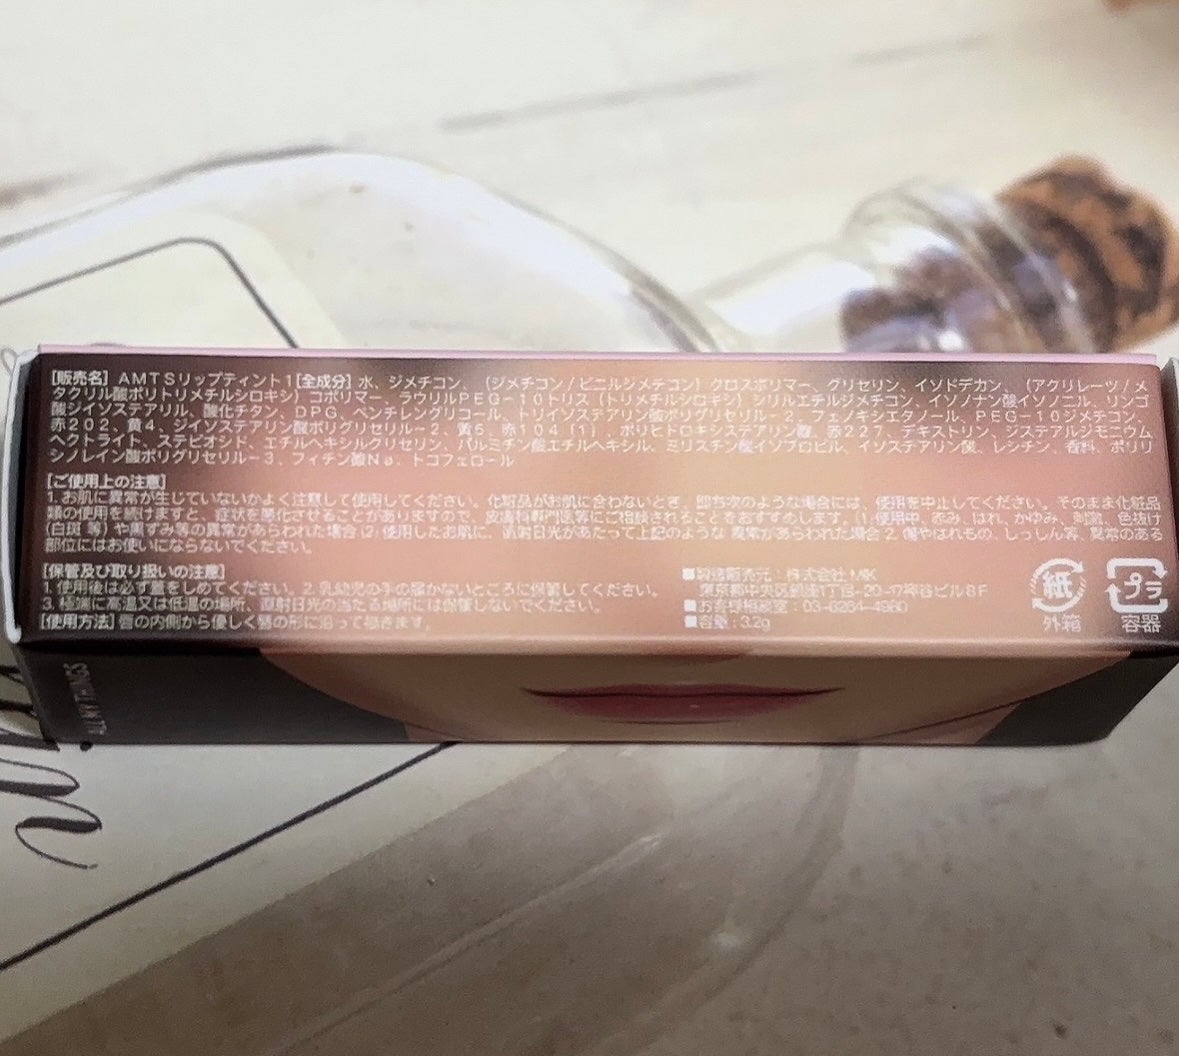 [販売名] AMTSリップティント1[全成分] 水、ジメチコン、(ジメチコン/ビニルジメチコン)クロスポリマー、グリセリン、イソドデカン、(アクリレーツ/メ
タクリル酸ポリトリメチルシロキシ)コポリマー、ラウリルPEG-10トリス(トリメチルシロキシ)シリルエチルジメチコン、イソノナン酸イソノニル、リンゴ
酸ジイソステアリル、酸化チタン、DPG、ペンチレングリコール、トリイソステアリン酸ポリグリセリル-2、フェノキシエタノール、PEG-10ジメチコン、
赤202、黄4、ジイソステアリン酸ポリグリセリル-2、黄5、赤104(1)、ポリヒドロキシステアリン酸、赤227、デキストリン、ジステアルジモニウム
ヘクトライト、ステビオシド、エチルヘキシルグリセリン、パルミチン酸エチルヘキシル、ミリスチン酸イソプロピル、イソステアリン酸、レシチン、香料、ポリリ
シノレイン酸ポリグリセリル-3、フィチン酸Na、トコフェロール
[ご使用上の注意]
1. お肌に異常が生じていないかよく注意して使用してください。化粧品がお肌に合わないとき、即ち次のような場合には、使用を中止してください。そのまま化粧品
類の使用を続けますと、症状を悪化させることがありますので、皮膚科専門医等にご相談されることをおすすめします。(1)使用中、赤み、はれ、かゆみ、刺激、色抜け
(白斑 等)や黒ずみ等の異常があらわれた場合 (2)使用したお肌に、直射日光があたって上記のような 異常があらわれた場合 2. 傷やはれもの、しっしん等、異常のある
部位にはお使いにならないでください。
[保管及び取り扱いの注意]
1. 使用後は必ず蓋をしめてください。2. 乳幼児の手の届かないところに保管してください。
3. 極端に高温又は低温の場所、直射日光の当たる場所には保管しないでください。
[使用方法] 唇の内側から優しく唇の形に沿って描きます。
■製造販売元:株式会社 MIK
東京都中央区銀座1丁目-20-17 ビル8F
■お客様相談室:03-6264-4980
■容量:3.2g
紙
外箱
プラ
容器
ALL MY THINGS